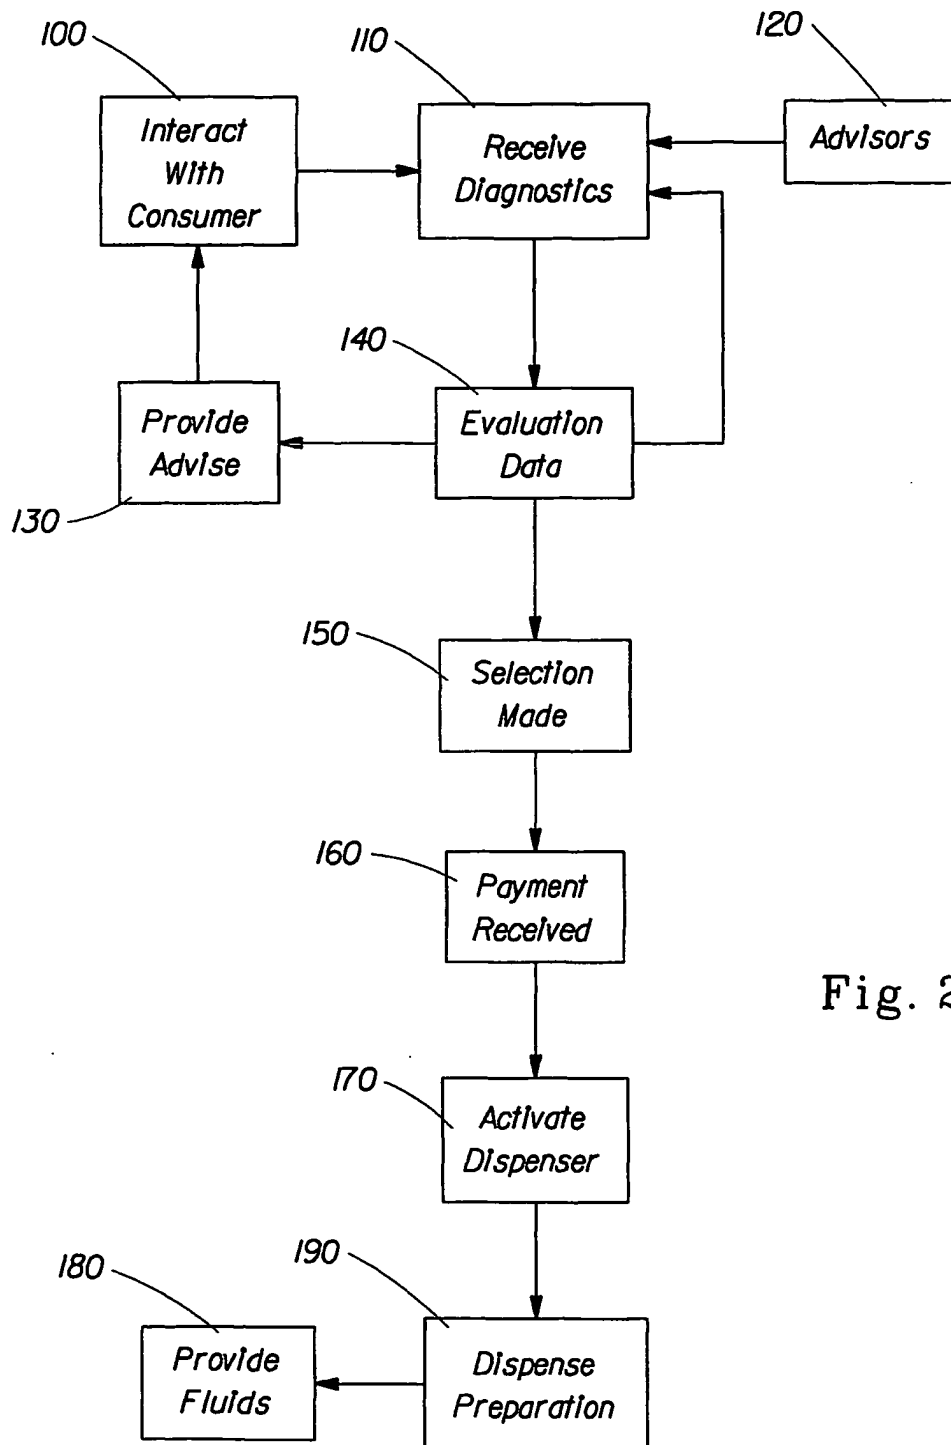 100
110
120
Interact
With
Consumer
Receive
Diagnostics
Advisors
140
Provide
Advise
Evaluation
Data
130
150
Selection
Made
160
Payment
Received
Fig. 2
170
Activate
Dispenser
180
190
Provide
Fluids
Dispense
Preparation